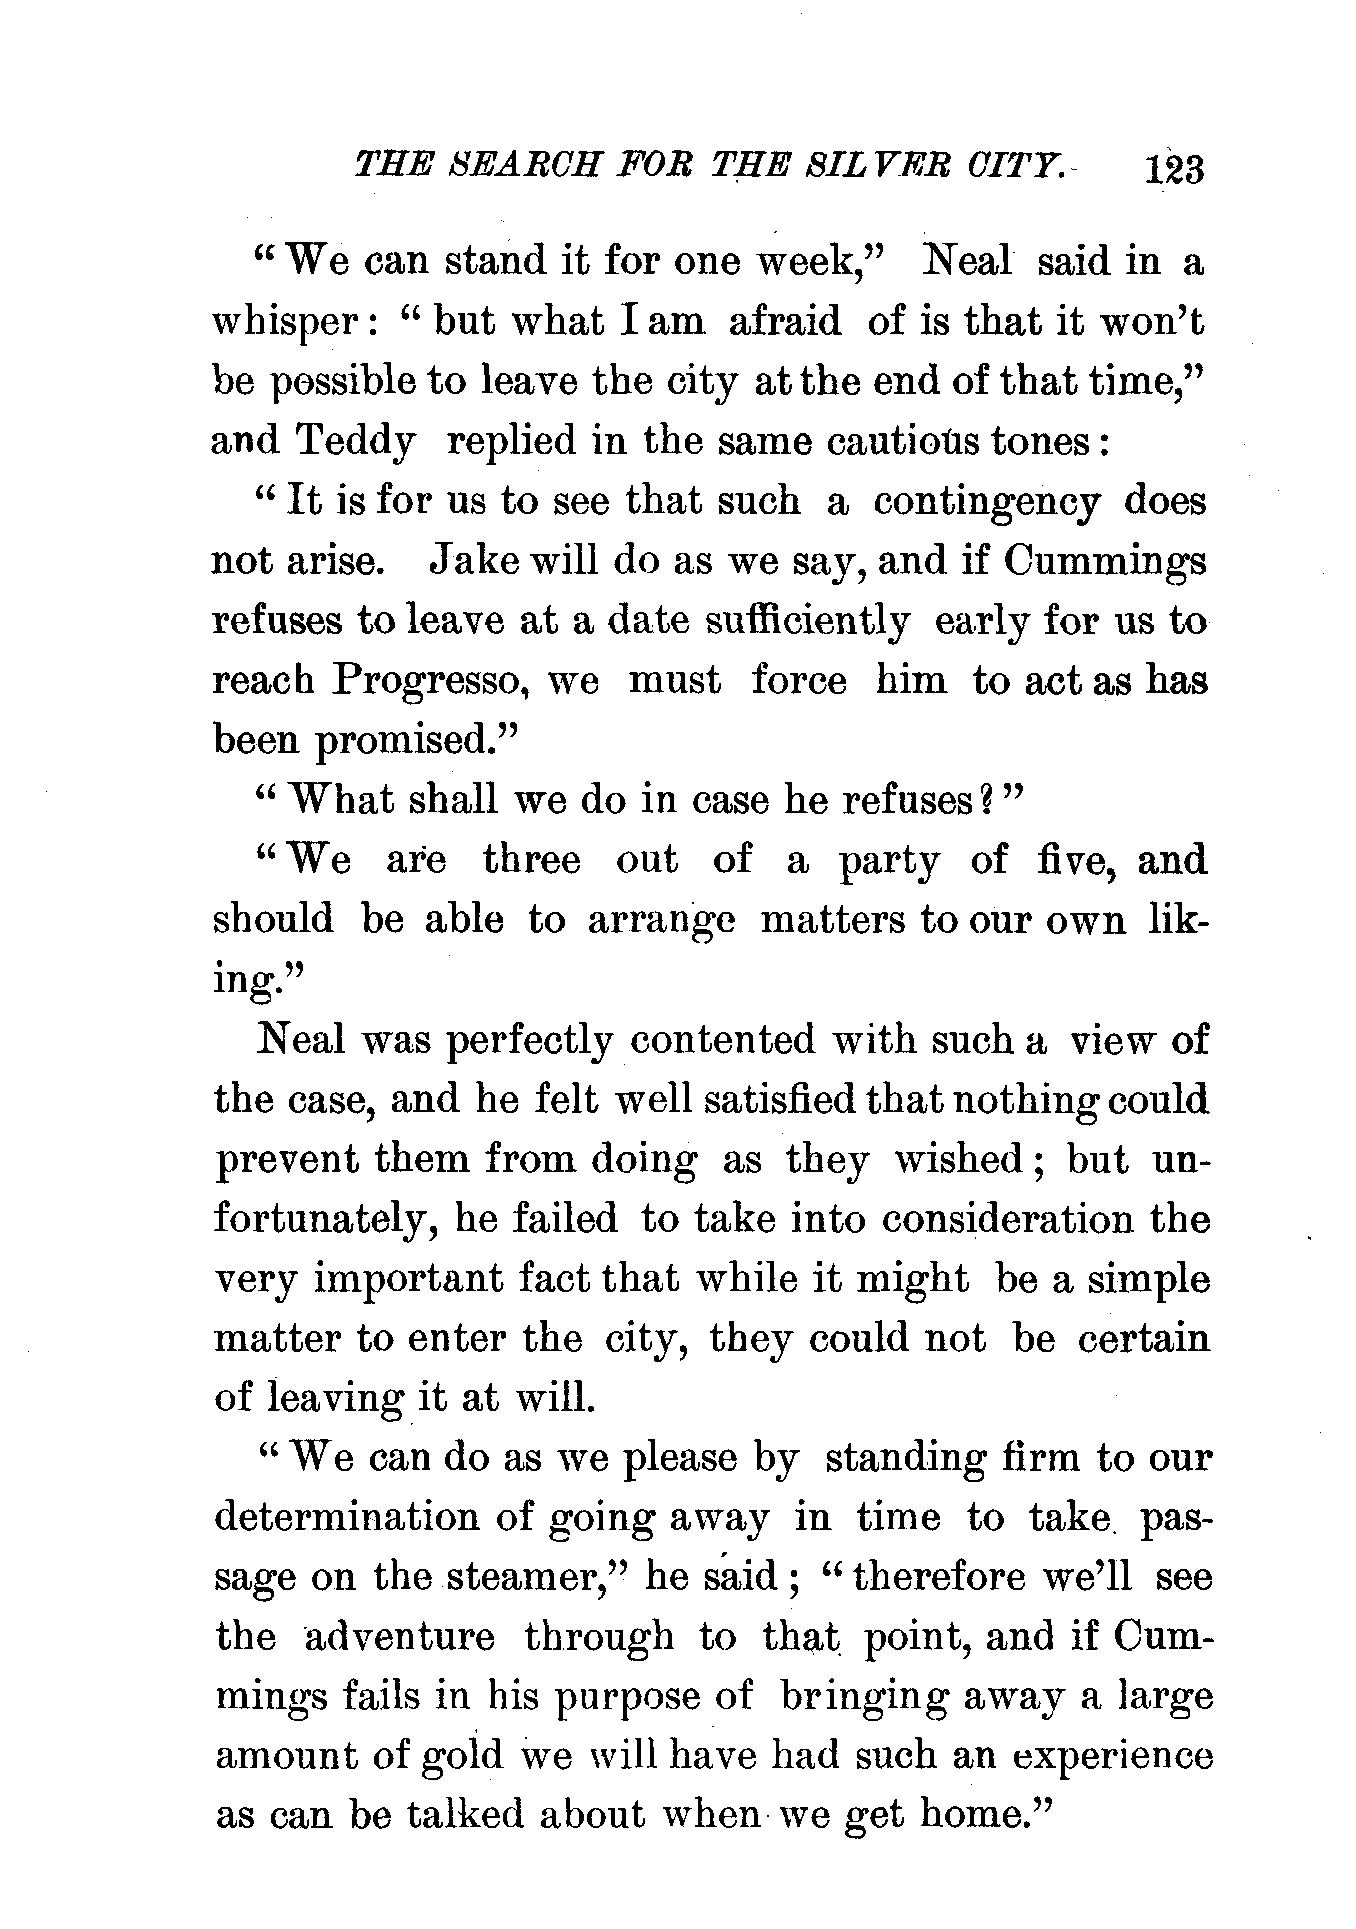 THE SEARCH FOR THE SILVER CITY. 123
“We can stand it for one week,” Neal said in a
whisper: “but what I am afraid of is that it won’t
be possible to leave the city at the end of that time,”
and Teddy replied in the same cautious tones:
“It is for us to see that such a contingency does
not arise. Jake will do as we say, and if Cummings
refuses to leave at a date sufficiently early for us to
reach Progresso, we must force him to act as has
been promised.”
“What shall we do in case he refuses?”
“We are three out of a party of five, and
should be able to arrange matters to our own lik-
ing.”
Neal was perfectly contented with such a view of
the case, and he felt well satisfied that nothing could
prevent them from doing as they wished; but un-
fortunately, he failed to take into consideration the
very important fact that while it might be a simple
matter to enter the city, they could not be certain
of leaving it at will.
“We can do as we please by standing firm to our
determination of going away in time to take pas-
sage on the steamer,” he said; “therefore we’ll see
the adventure through to that point, and if Cum-
mings fails in his purpose of bringing away a large
amount of gold we will have had such an experience
as can be talked about when we get home.”